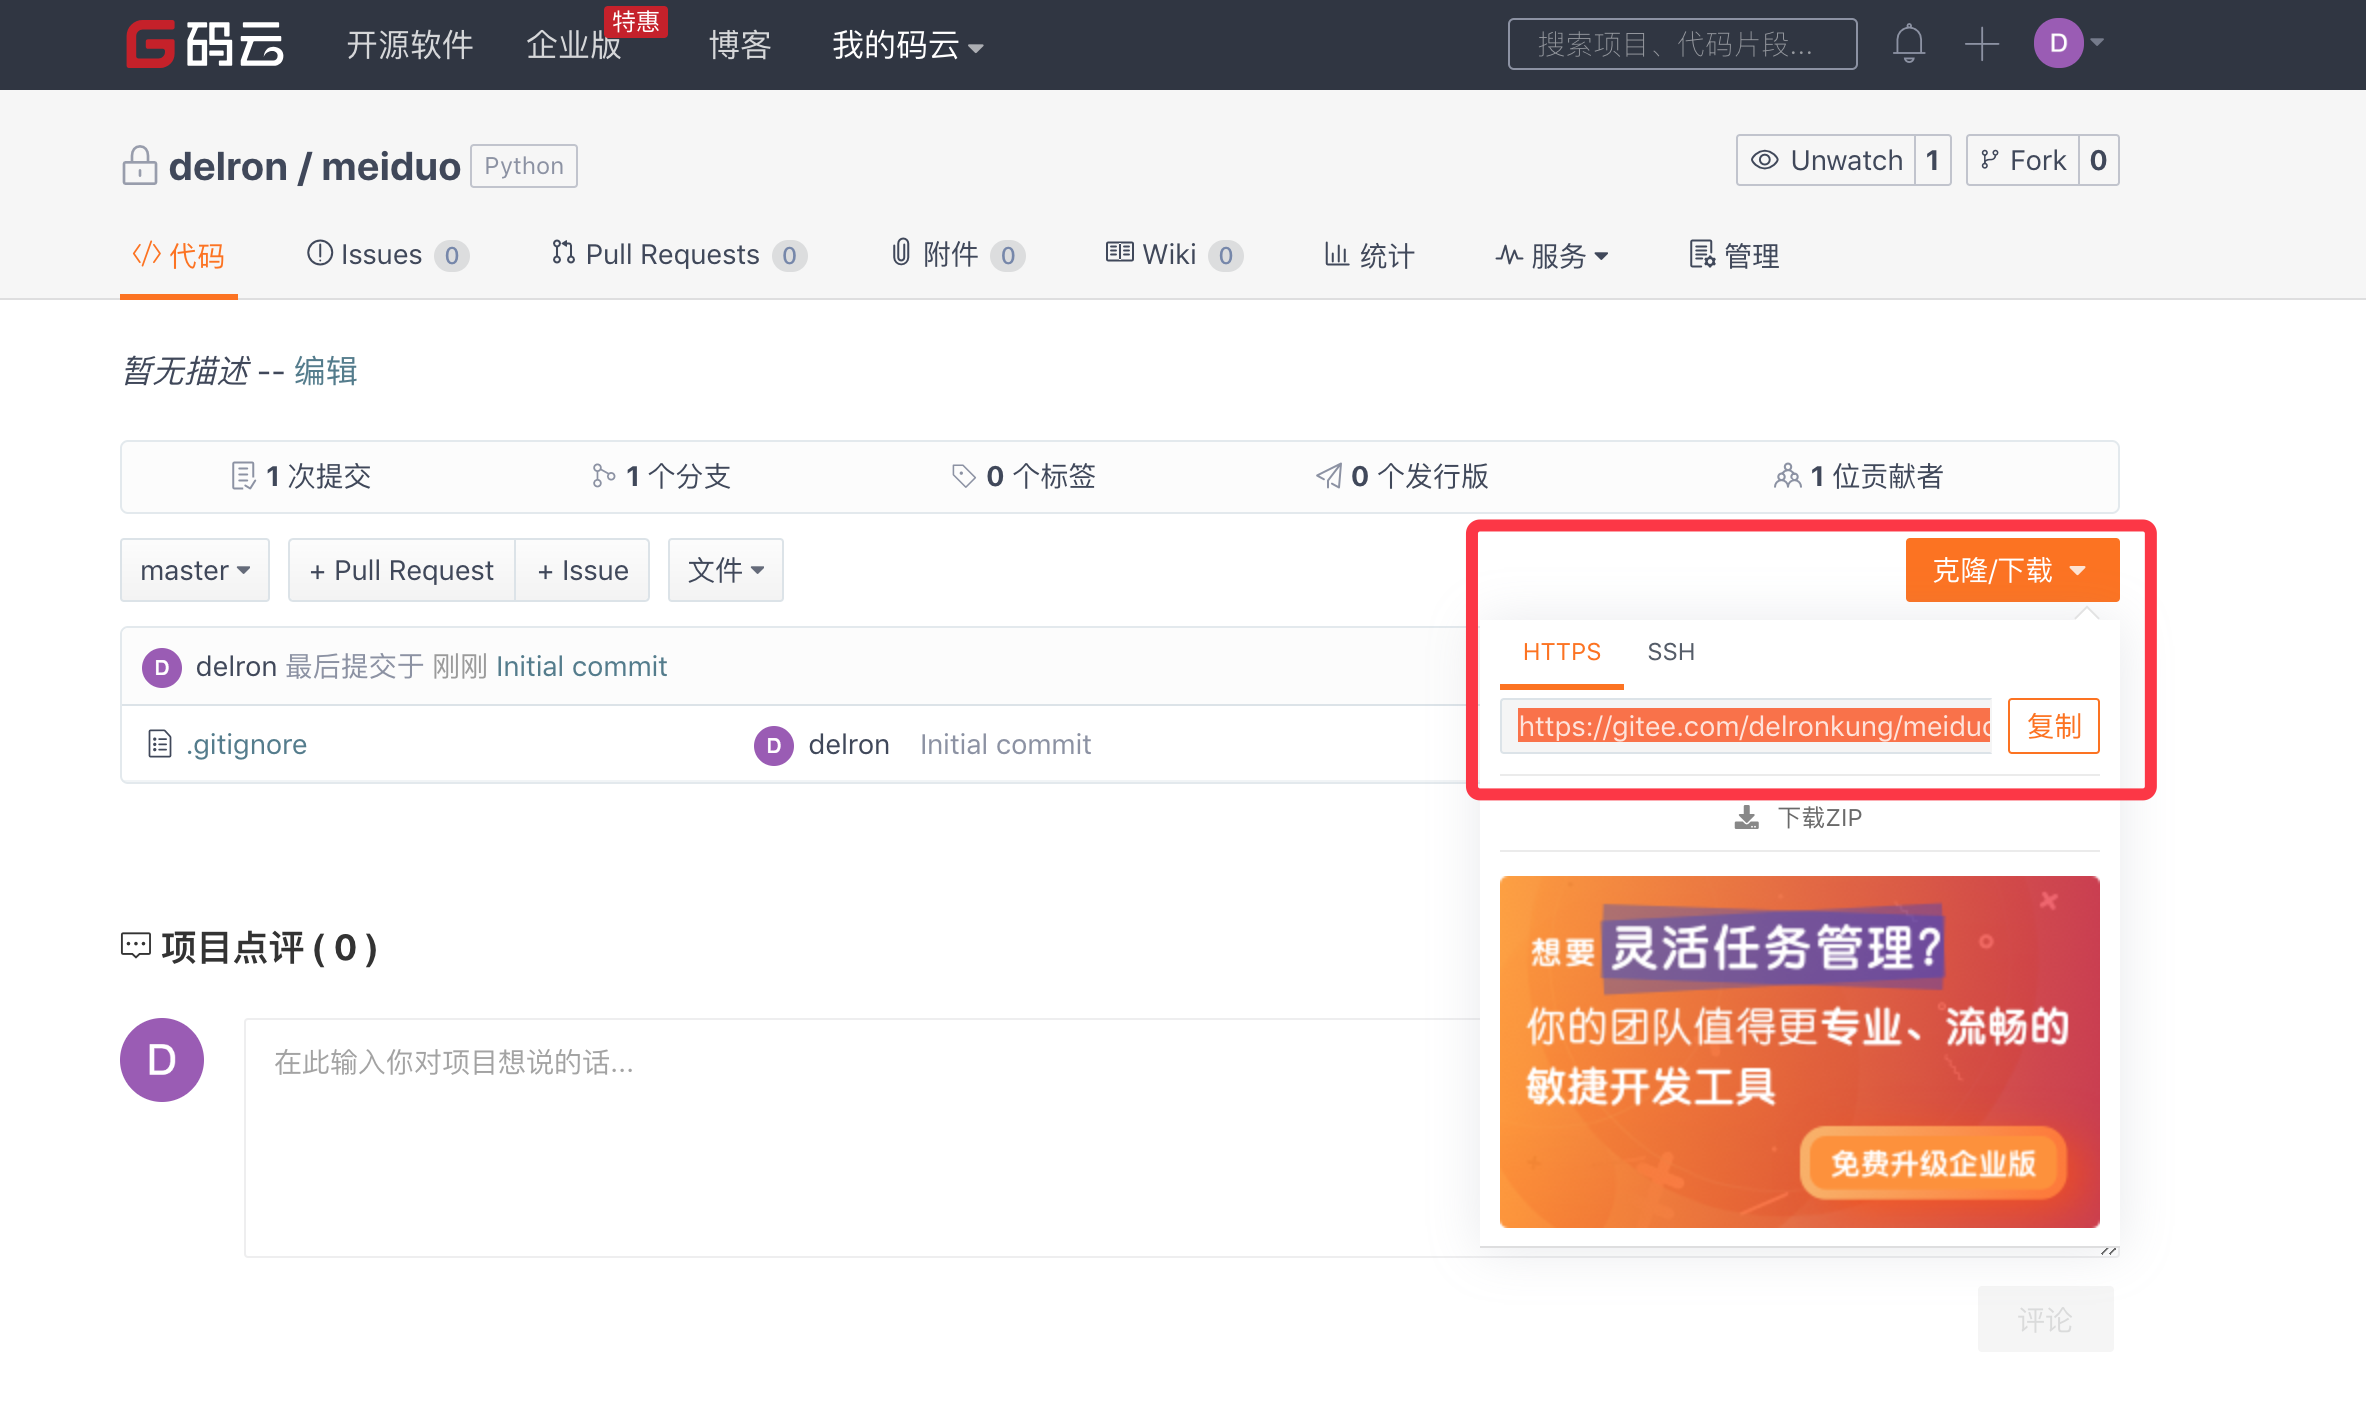 码云 开源软件 企业版 特惠 博客 我的码云 搜索项目、代码片段... D
delron / meiduo Python Unwatch 1 Fork 0
代码 Issues 0 Pull Requests 0 附件 0 Wiki 0 统计 服务 管理
暂无描述 -- 编辑
1 次提交 1 个分支 0 个标签 0 个发行版 1 位贡献者
master + Pull Request + Issue 文件 克隆/下载
HTTPS SSH
D delron 最后提交于 刚刚 Initial commit
https://gitee.com/delronkung/meiduo 复制
.gitignore D delron Initial commit
下载ZIP
想要 灵活任务管理?
你的团队值得更专业、流畅的
敏捷开发工具
免费升级企业版
项目点评 ( 0 )
D 在此输入你对项目想说的话...
评论